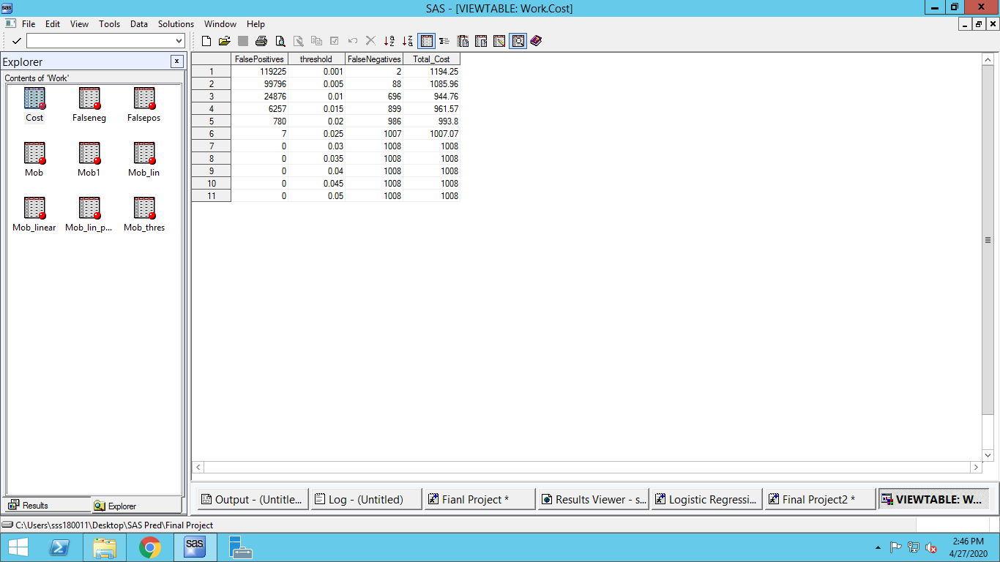 sas SAS - [VIEWTABLE: Work.Cost]
File Edit View Tools Data Solutions Window Help
Explorer
Contents of 'Work'
Cost Falseneg Falsepos
Mob Mob1 Mob_lin
Mob_linear Mob_lin_p... Mob_thres
FalsePositives threshold FalseNegatives Total_Cost
1 119225 0.001 2 1194.25
2 99796 0.005 88 1085.96
3 24876 0.01 696 944.76
4 6257 0.015 899 961.57
5 780 0.02 986 993.8
6 7 0.025 1007 1007.07
7 0 0.03 1008 1008
8 0 0.035 1008 1008
9 0 0.04 1008 1008
10 0 0.045 1008 1008
11 0 0.05 1008 1008
Results Explorer
Output - (Untitle... Log - (Untitled) Fianl Project * Results Viewer - s... Logistic Regressi... Final Project2 * VIEWTABLE: W...
C:\Users\sss180011\Desktop\SAS Pred\Final Project
sas
2:46 PM
4/27/2020